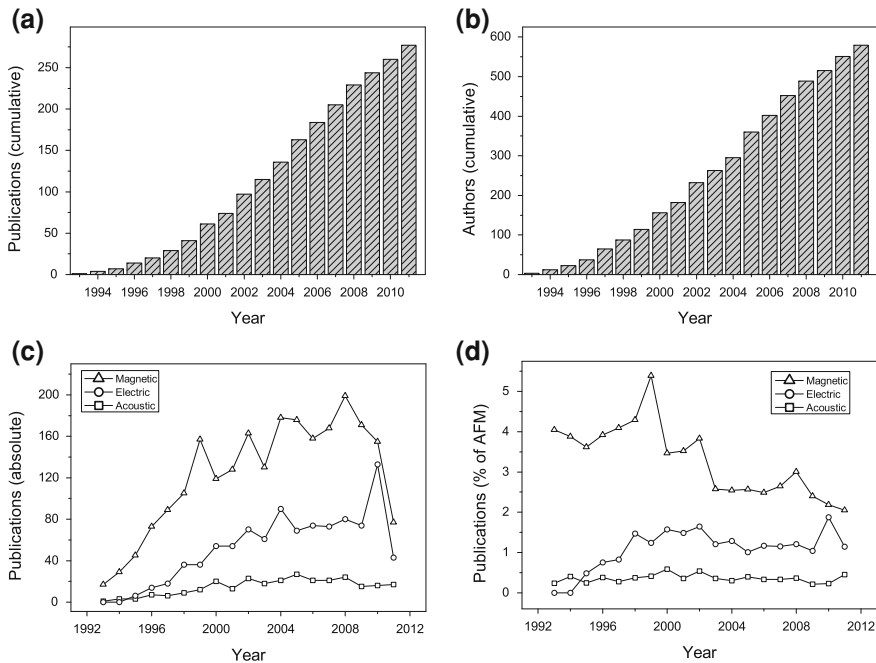 (a)
Publications (cumulative)
250
200
150
100
50
0
1994 1996 1998 2000 2002 2004 2006 2008 2010
Year
(b)
Authors (cumulative)
600
500
400
300
200
100
0
1994 1996 1998 2000 2002 2004 2006 2008 2010
Year
(c)
Publications (absolute)
200
160
120
80
40
0
Magnetic
Electric
Acoustic
1992 1996 2000 2004 2008 2012
Year
(d)
Publications (% of AFM)
5
4
3
2
1
0
Magnetic
Electric
Acoustic
1992 1996 2000 2004 2008 2012
Year